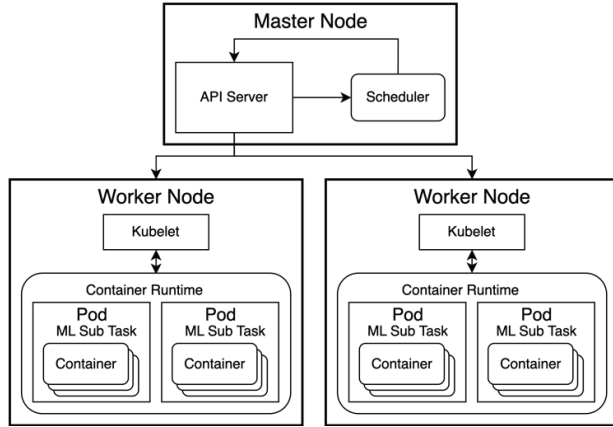 Master Node
API Server
Scheduler
Worker Node
Kubelet
Container Runtime
Pod
ML Sub Task
Container
Pod
ML Sub Task
Container
Worker Node
Kubelet
Container Runtime
Pod
ML Sub Task
Container
Pod
ML Sub Task
Container